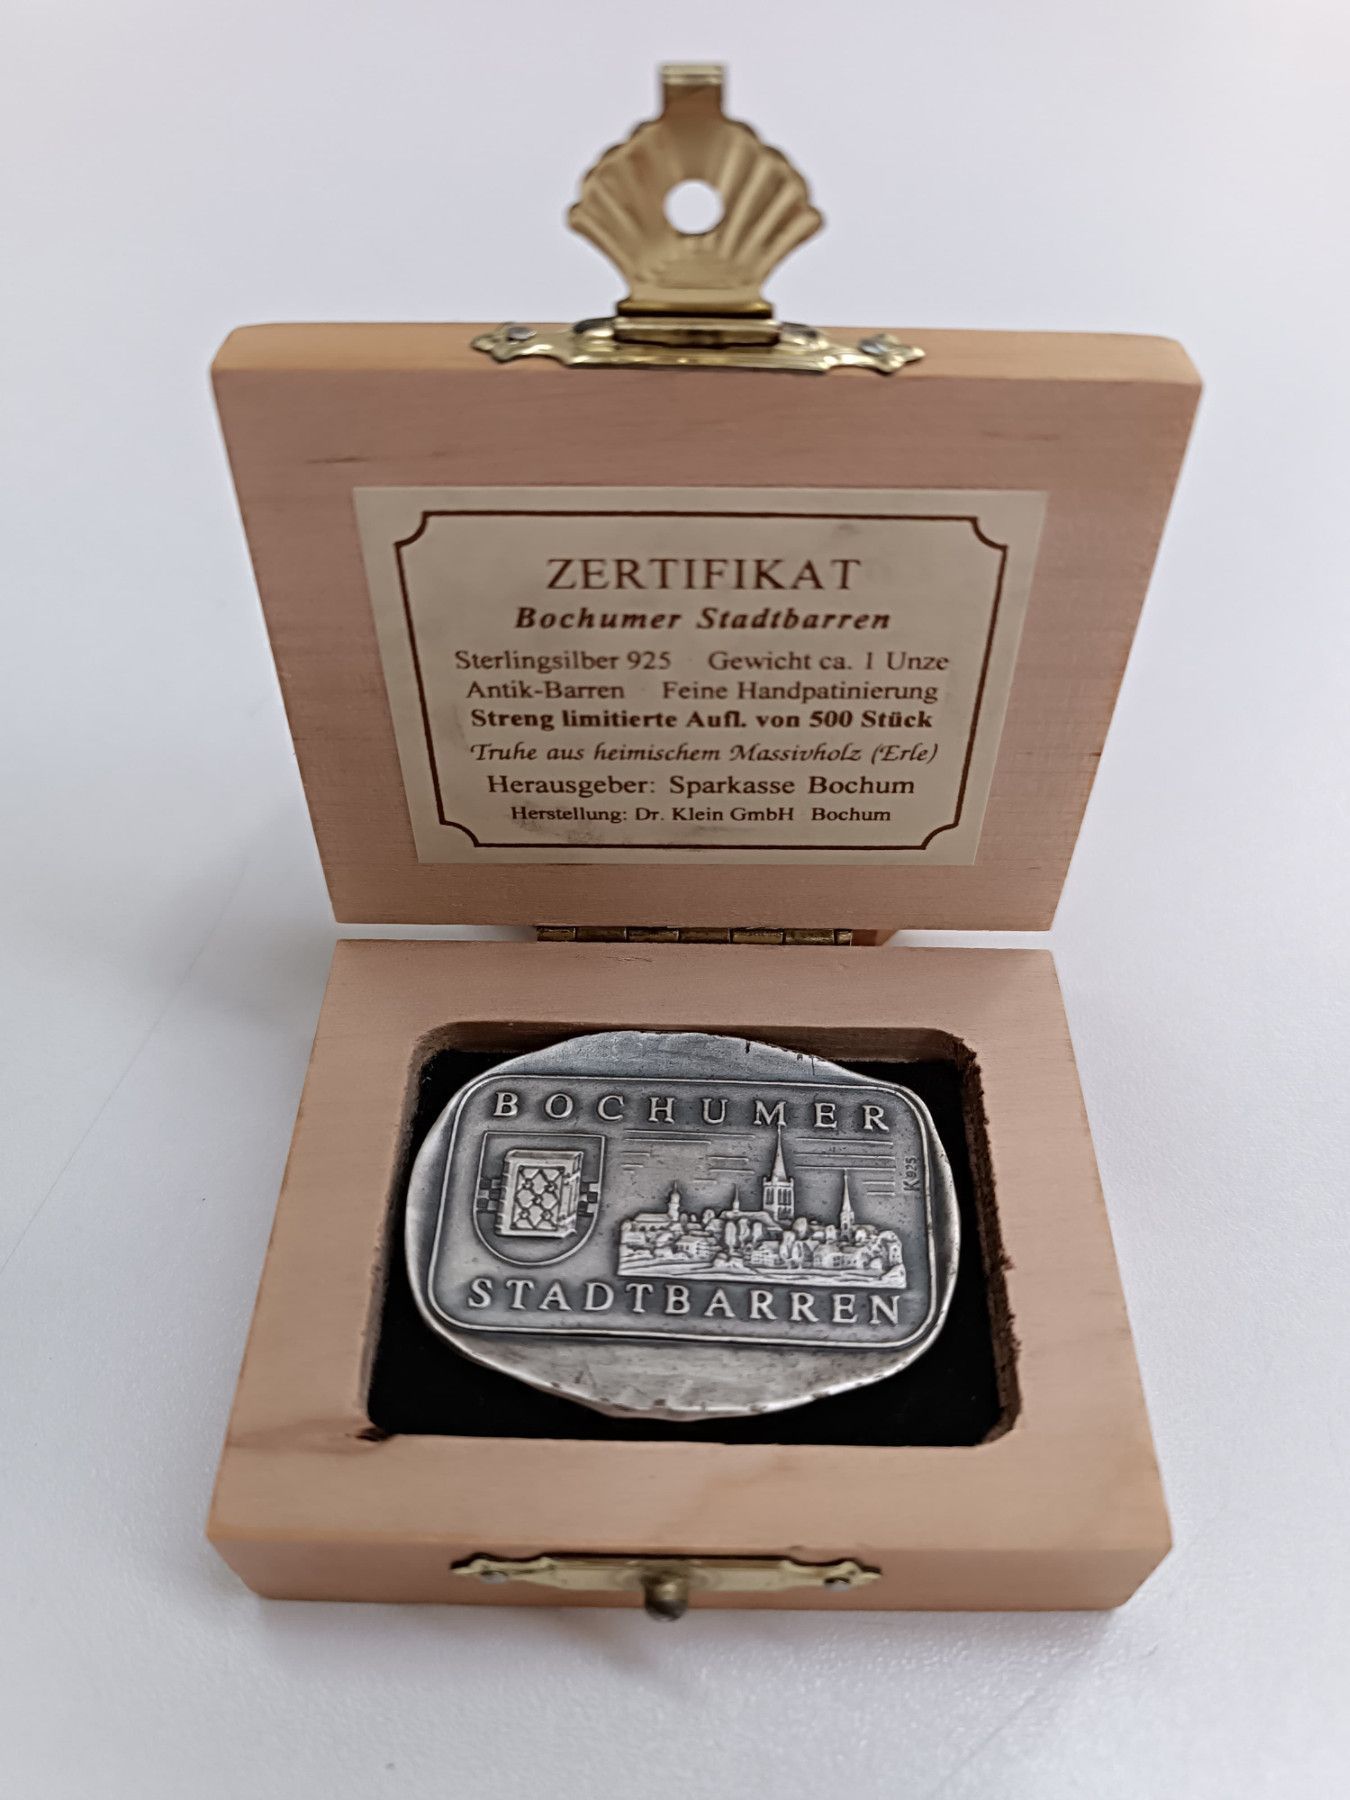 ZERTIFIKAT
Bochumer Stadtbarren
Sterlingsilber 925 Gewicht ca. 1 Unze
Antik-Barren Feine Handpatinierung
Streng limitierte Aufl. von 500 Stück
Truhe aus heimischem Massivholz (Erle)
Herausgeber: Sparkasse Bochum
Herstellung: Dr. Klein GmbH Bochum
BOCHUMER
K 925
STADTBARREN